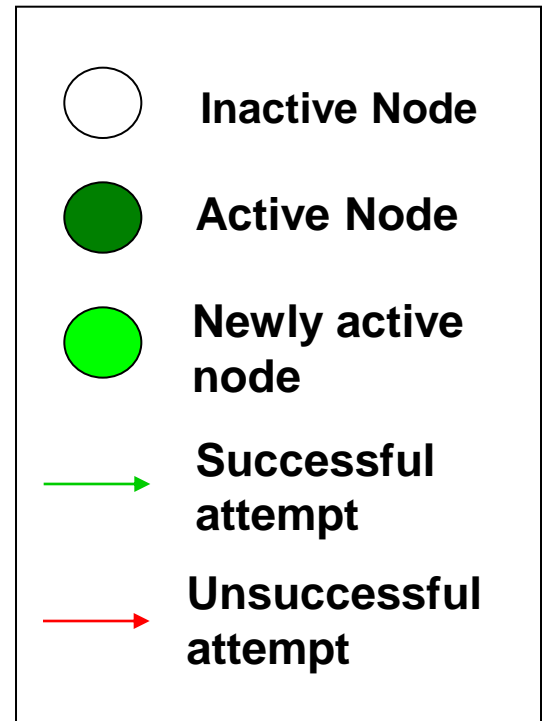 Inactive Node
Active Node
Newly active
node
Successful
attempt
Unsuccessful
attempt